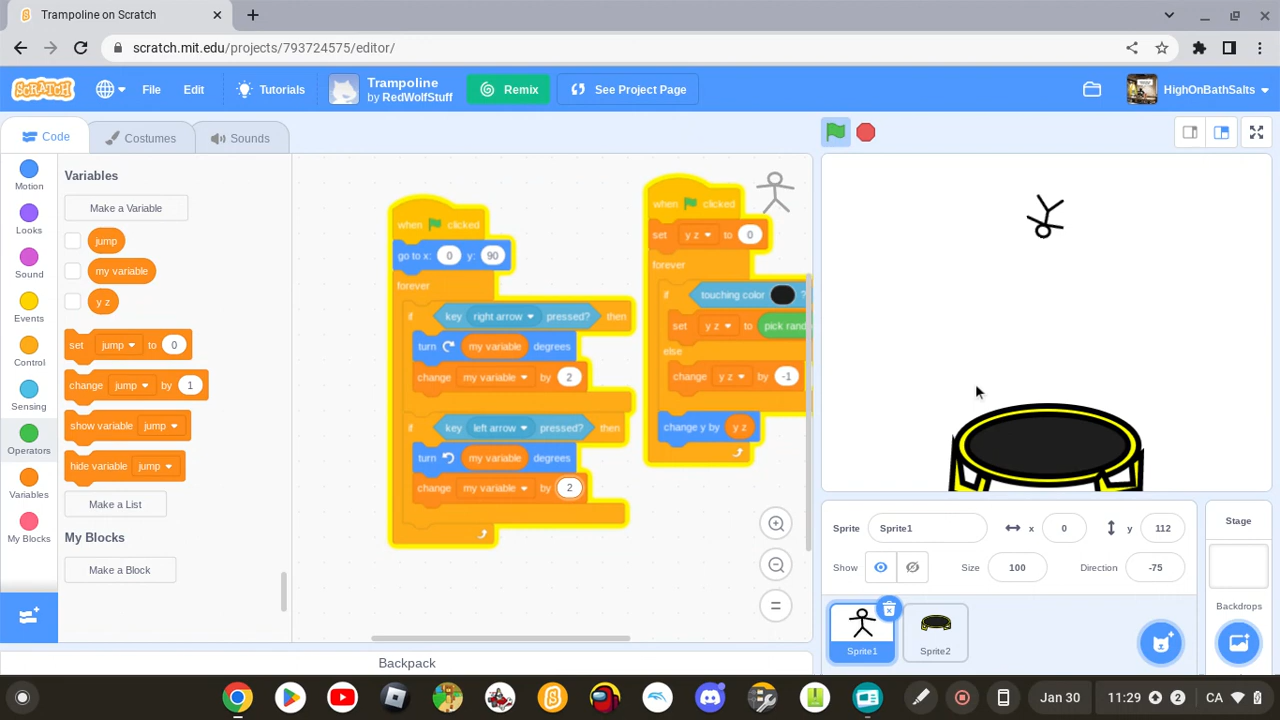 Trampoline on Scratch
scratch.mit.edu/projects/793724575/editor/
SCRATCH
File
Edit
Tutorials
Trampoline
by RedWolfStuff
Remix
See Project Page
HighOnBathSalts
Code
Costumes
Sounds
Motion
Looks
Sound
Events
Control
Sensing
Operators
Variables
My Blocks
Variables
Make a Variable
jump
my variable
y z
set jump to 0
change jump by 1
show variable jump
hide variable jump
Make a List
My Blocks
Make a Block
when clicked
go to x: 0 y: 90
forever
if key right arrow pressed? then
turn my variable degrees
change my variable by 2
if key left arrow pressed? then
turn my variable degrees
change my variable by 2
when clicked
set y z to 0
forever
if touching color ?
set y z to pick rand
else
change y z by -1
change y by y z
Backpack
Sprite Sprite1 x 0 y 112
Show Size 100 Direction -75
Sprite1
Sprite2
Stage
Backdrops
Jan 30
11:29
2
CA